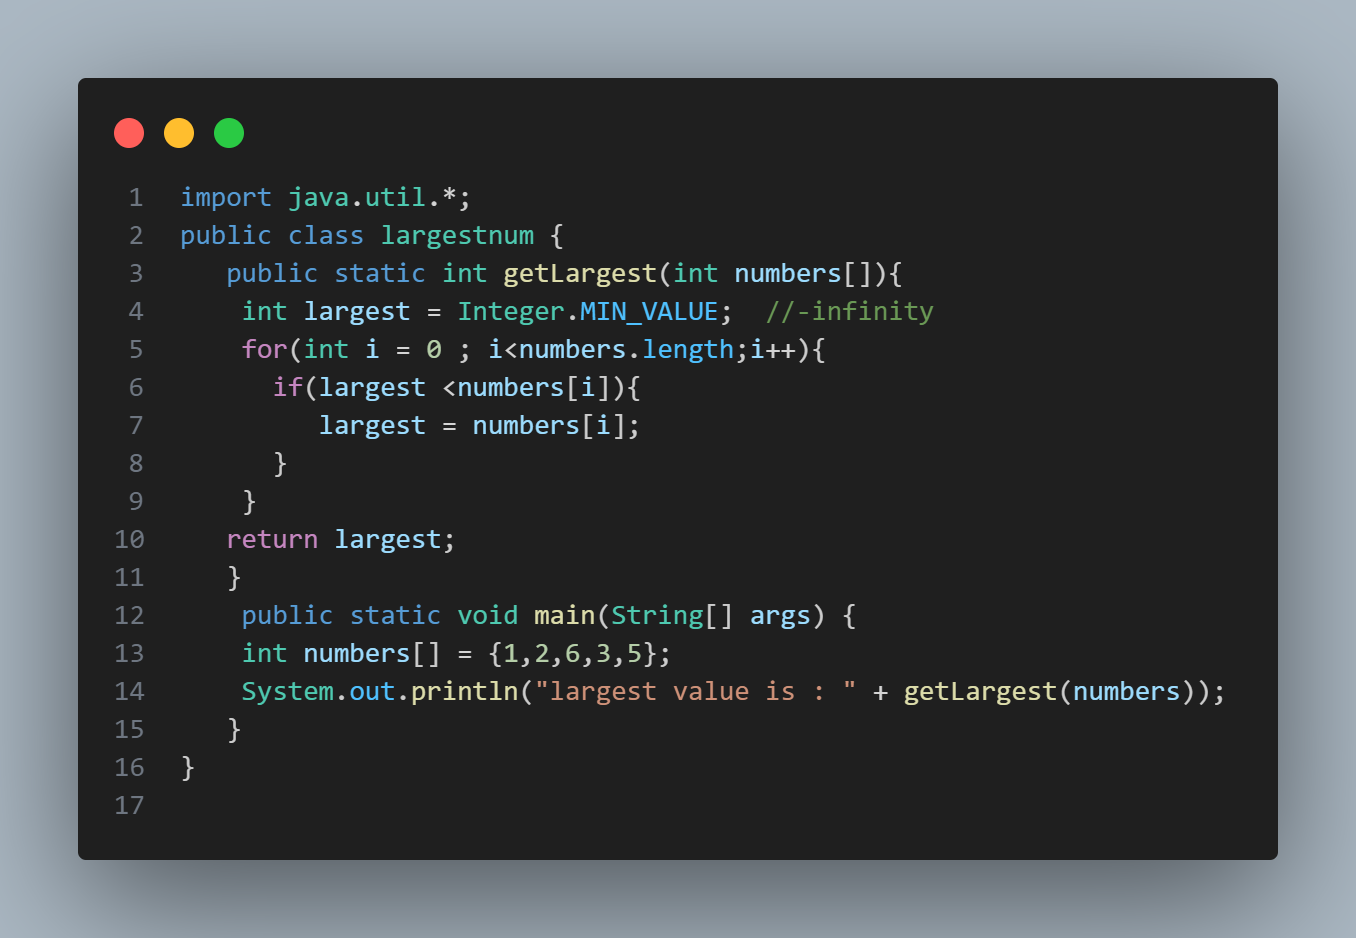 1 import java.util.*;
2 public class largestnum {
3    public static int getLargest(int numbers[]){
4     int largest = Integer.MIN_VALUE;  //-infinity
5     for(int i = 0 ; i<numbers.length;i++){
6       if(largest <numbers[i]){
7          largest = numbers[i];
8       }
9     }
10    return largest;
11    }
12     public static void main(String[] args) {
13     int numbers[] = {1,2,6,3,5};
14     System.out.println("largest value is : " + getLargest(numbers));
15    }
16 }
17